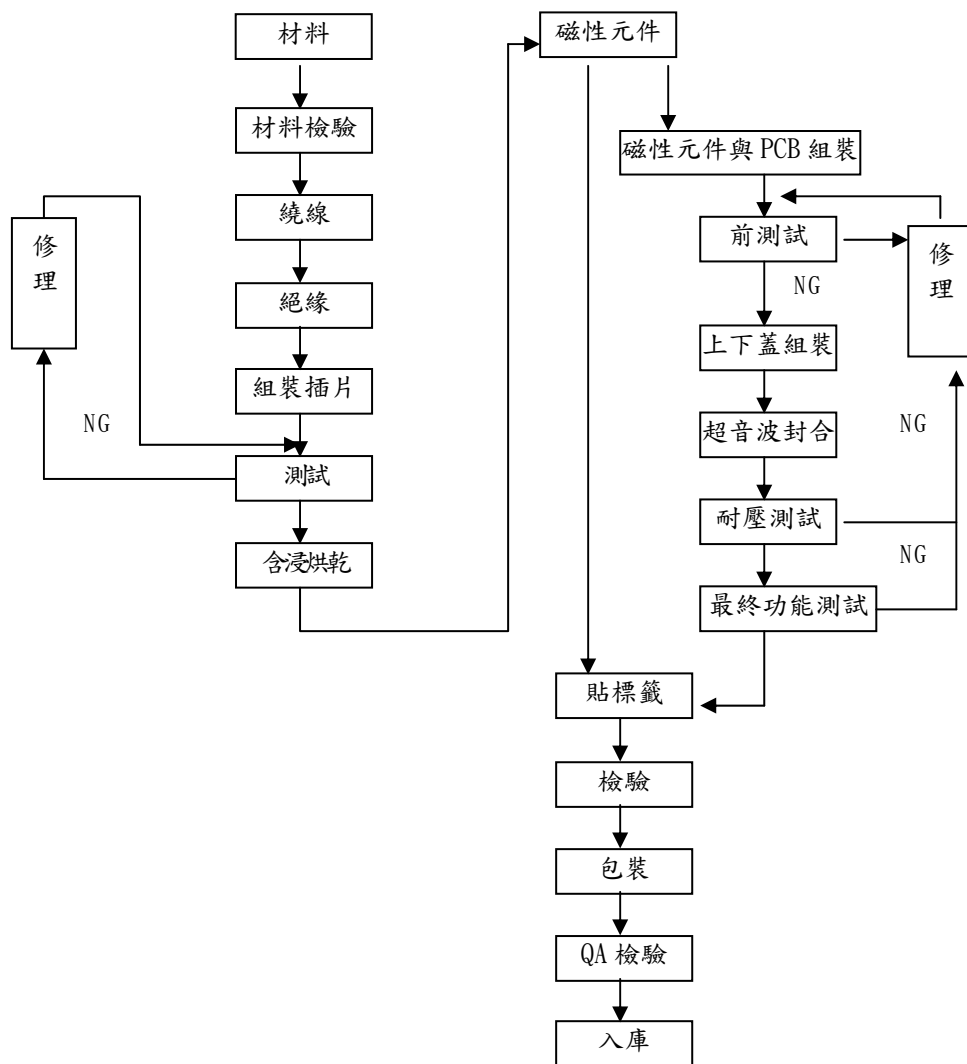 材料
材料檢驗
繞線
絕緣
組裝插片
測試
含浸烘乾
修
理
NG
磁性元件
磁性元件與 PCB 組裝
前測試
NG
修
理
上下蓋組裝
超音波封合
NG
耐壓測試
NG
最終功能測試
貼標籤
檢驗
包裝
QA 檢驗
入庫